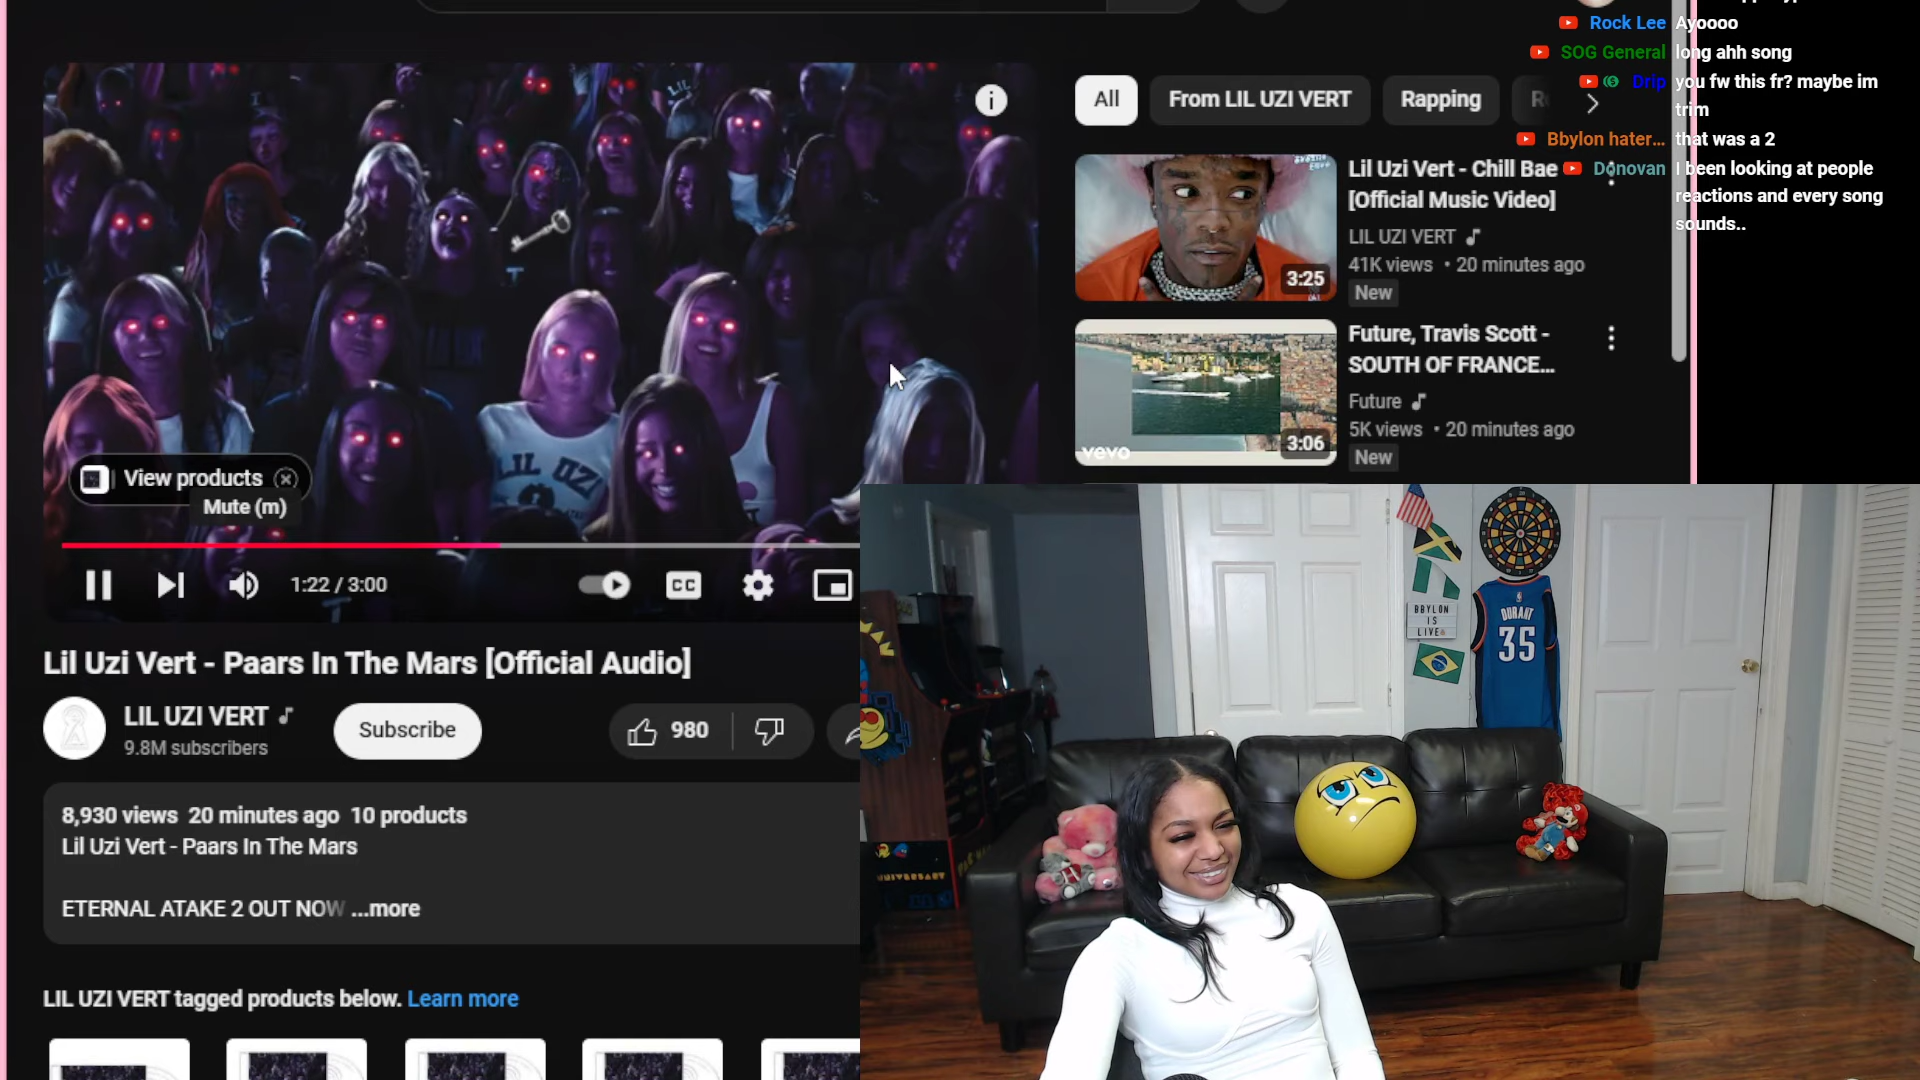 View products
Mute (m)
1:22 / 3:00
CC
LIL UZI
Lil Uzi Vert - Paars In The Mars [Official Audio]
LIL UZI VERT
9.8M subscribers
Subscribe
980
8,930 views 20 minutes ago 10 products
Lil Uzi Vert - Paars In The Mars
ETERNAL ATAKE 2 OUT NOW ...more
LIL UZI VERT tagged products below. Learn more
All
From LIL UZI VERT
Rapping
Lil Uzi Vert - Chill Bae
[Official Music Video]
LIL UZI VERT
41K views • 20 minutes ago
New
3:25
Future, Travis Scott -
SOUTH OF FRANCE...
Future
5K views • 20 minutes ago
New
3:06
vevo
Rock Lee Ayoooo
SOG General long ahh song
Drip you fw this fr? maybe im
trim
Bbylon hater... that was a 2
Donovan I been looking at people
reactions and every song
sounds..
BBYLON
IS
LIVE
DURANT
35